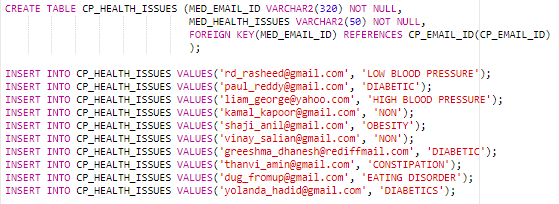 CREATE TABLE CP_HEALTH_ISSUES (MED_EMAIL_ID VARCHAR2(320) NOT NULL,
MED_HEALTH_ISSUES VARCHAR2(50) NOT NULL,
FOREIGN KEY(MED_EMAIL_ID) REFERENCES CP_EMAIL_ID(CP_EMAIL_ID)
);
INSERT INTO CP_HEALTH_ISSUES VALUES('rd_rasheed@gmail.com', 'LOW BLOOD PRESSURE');
INSERT INTO CP_HEALTH_ISSUES VALUES('paul_reddy@gmail.com', 'DIABETIC');
INSERT INTO CP_HEALTH_ISSUES VALUES('liam_george@yahoo.com', 'HIGH BLOOD PRESSURE');
INSERT INTO CP_HEALTH_ISSUES VALUES('kamal_kapoor@gmail.com', 'NON');
INSERT INTO CP_HEALTH_ISSUES VALUES('shaji_anil@gmail.com', 'OBESITY');
INSERT INTO CP_HEALTH_ISSUES VALUES('vinay_salian@gmail.com', 'NON');
INSERT INTO CP_HEALTH_ISSUES VALUES('greeshma_dhanesh@rediffmail.com', 'DIABETIC');
INSERT INTO CP_HEALTH_ISSUES VALUES('thanvi_amin@gmail.com', 'CONSTIPATION');
INSERT INTO CP_HEALTH_ISSUES VALUES('dug_fromup@gmail.com', 'EATING DISORDER');
INSERT INTO CP_HEALTH_ISSUES VALUES('yolanda_hadid@gmail.com', 'DIABETICS');